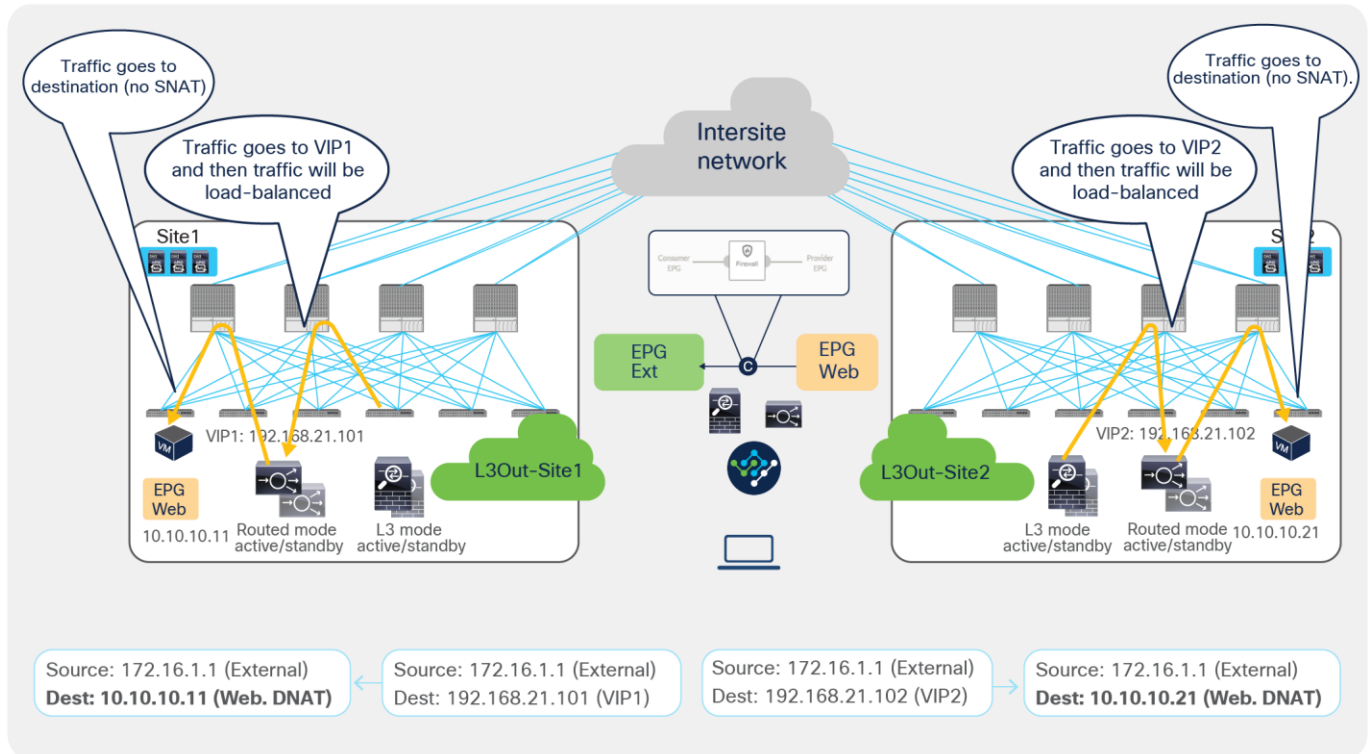 Traffic goes to
destination (no SNAT)
Traffic goes to VIP1
and then traffic will be
load-balanced
Intersite
network
Traffic goes to VIP2
and then traffic will be
load-balanced
Traffic goes to
destination (no SNAT).
Site1
Consumer
EPG
Firewall
Provider
EPG
EPG
Ext
C
EPG
Web
VIP1: 192.168.21.101
VM
EPG
Web
10.10.10.11
Routed mode
active/standby
L3 mode
active/standby
L3Out-Site1
L3Out-Site2
VIP2: 192.168.21.102
VM
L3 mode
active/standby
Routed mode
active/standby
EPG
Web
10.10.10.21
Source: 172.16.1.1 (External)
Dest: 10.10.10.11 (Web. DNAT)
Source: 172.16.1.1 (External)
Dest: 192.168.21.101 (VIP1)
Source: 172.16.1.1 (External)
Dest: 192.168.21.102 (VIP2)
Source: 172.16.1.1 (External)
Dest: 10.10.10.21 (Web. DNAT)